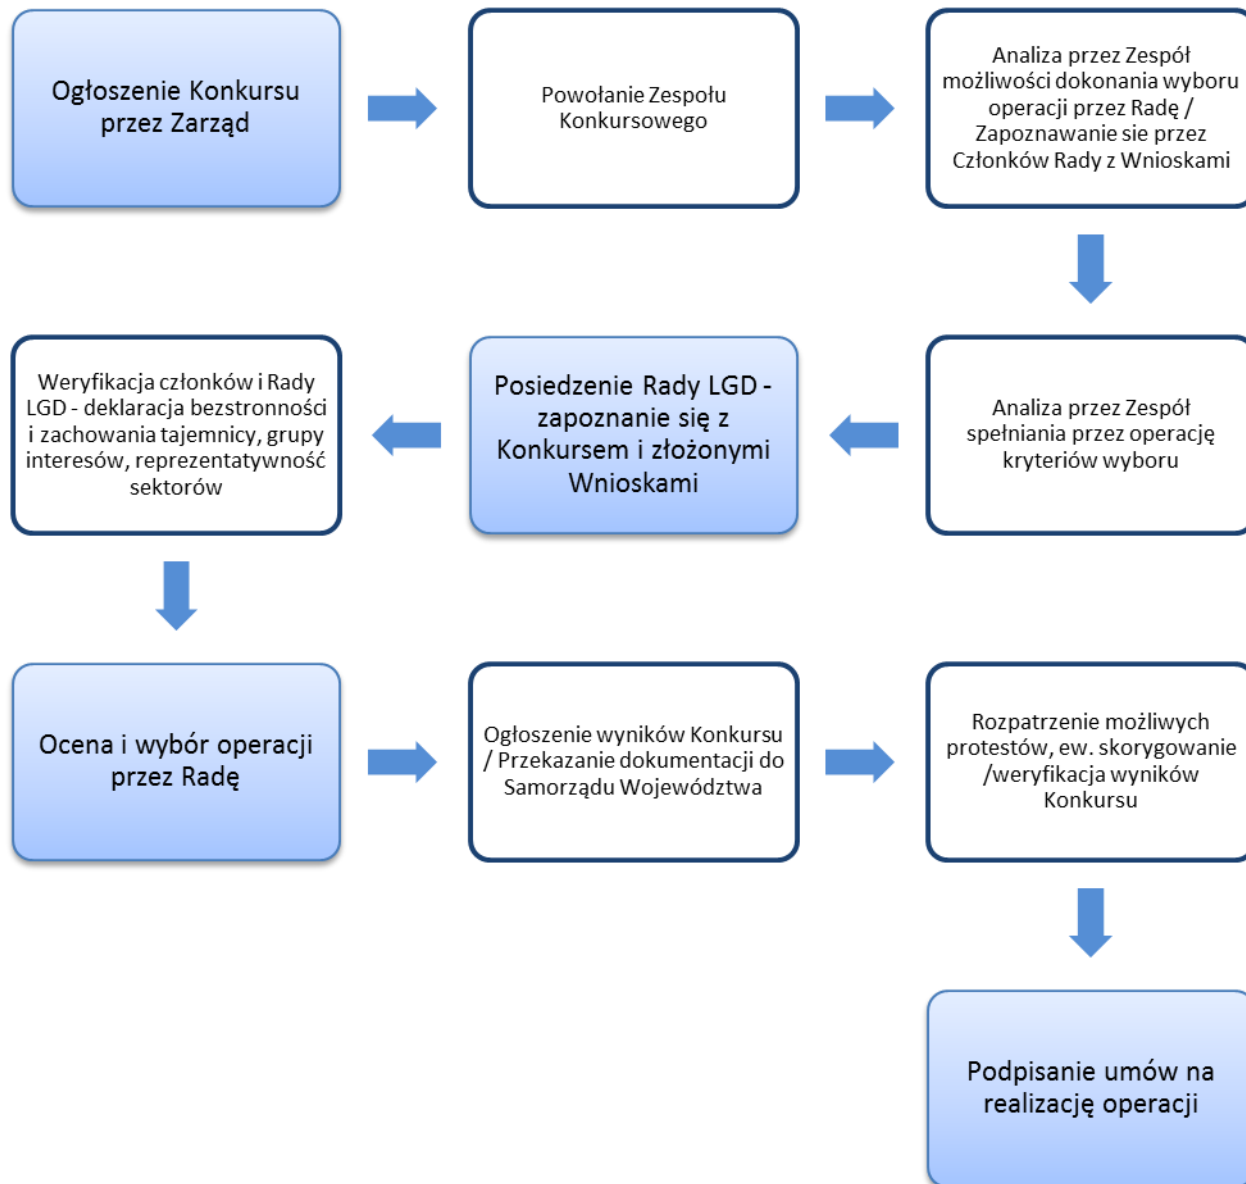 Ogłoszenie Konkursu
przez Zarząd
Powołanie Zespołu
Konkursowego
Analiza przez Zespół
możliwości dokonania wyboru
operacji przez Radę /
Zapoznawanie sie przez
Członków Rady z Wnioskami
Analiza przez Zespół
spełniania przez operację
kryteriów wyboru
Posiedzenie Rady LGD -
zapoznanie się z
Konkursem i złożonymi
Wnioskami
Weryfikacja członków i Rady
LGD - deklaracja bezstronności
i zachowania tajemnicy, grupy
interesów, reprezentatywność
sektorów
Ocena i wybór operacji
przez Radę
Ogłoszenie wyników Konkursu
/ Przekazanie dokumentacji do
Samorządu Województwa
Rozpatrzenie możliwych
protestów, ew. skorygowanie
/weryfikacja wyników
Konkursu
Podpisanie umów na
realizację operacji